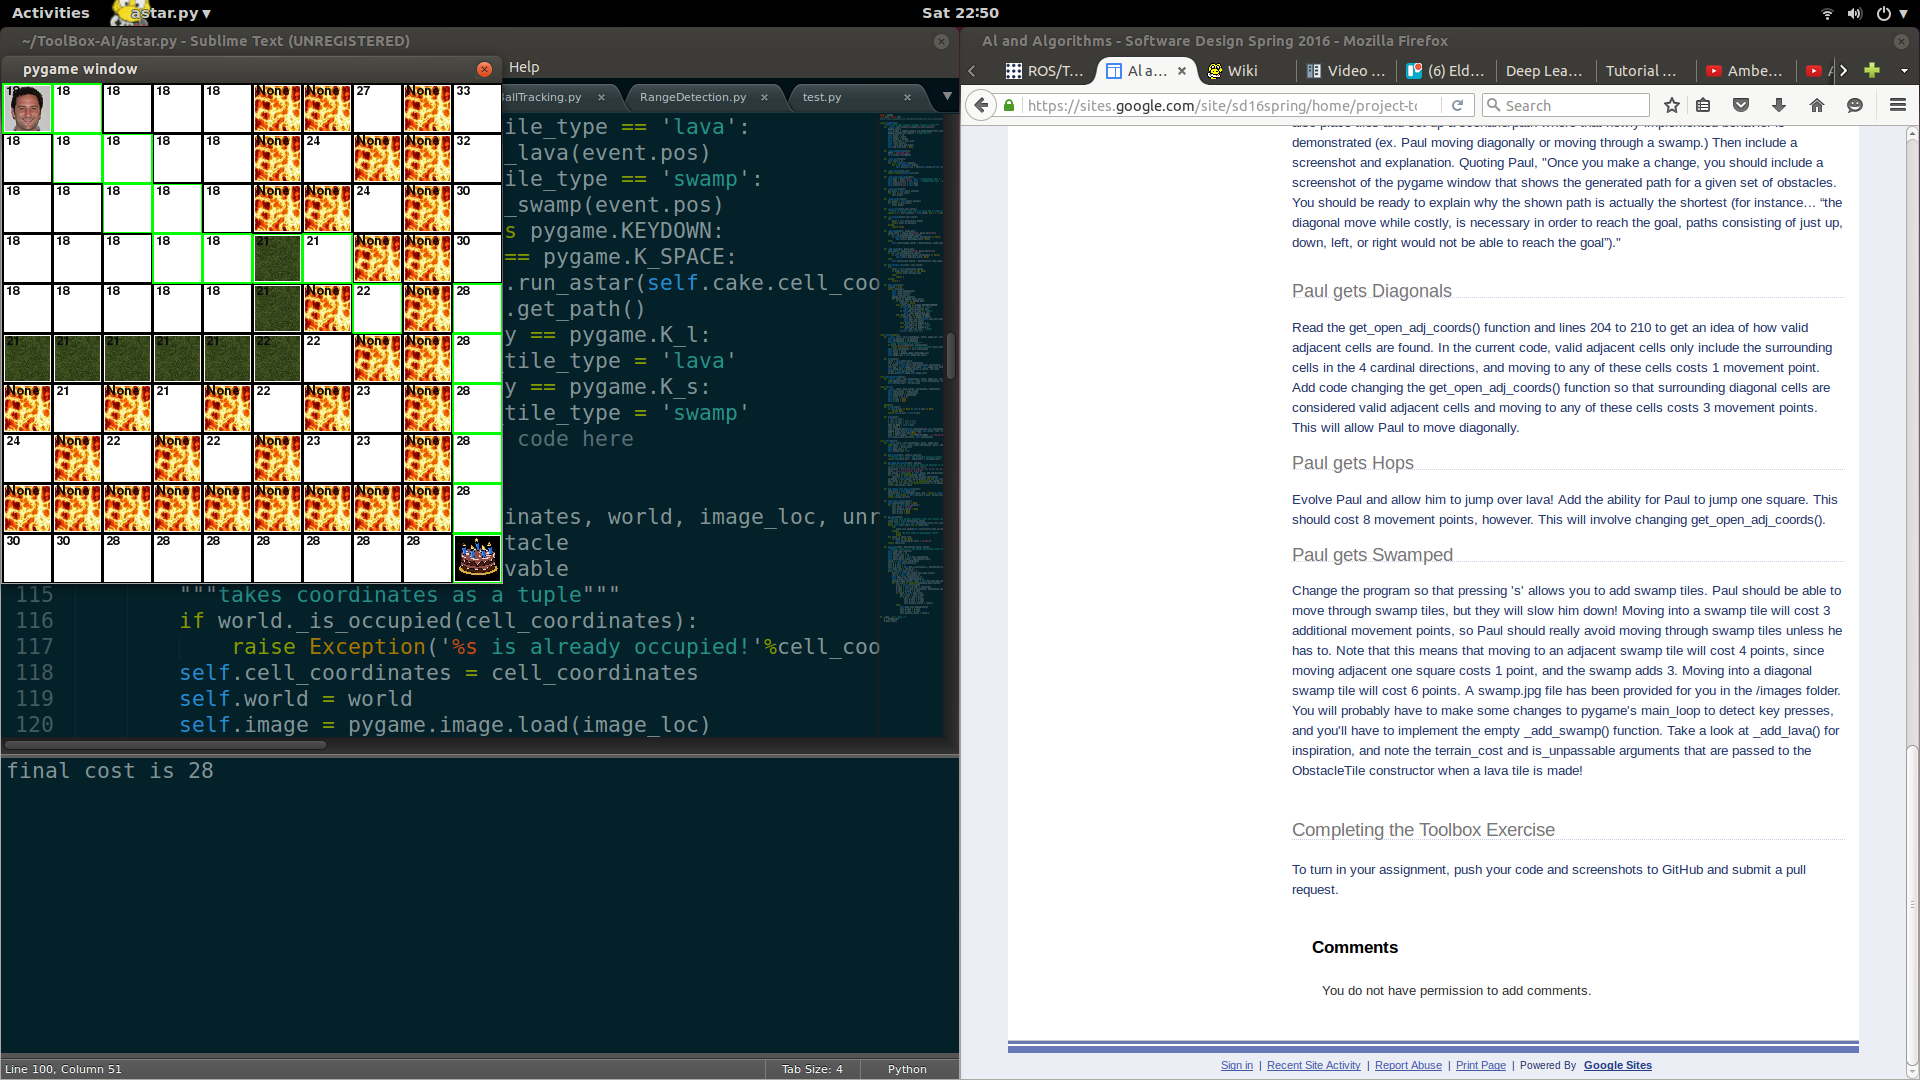 Activities
astar.py ▾
Sat 22:50
~/ToolBox-AI/astar.py - Sublime Text (UNREGISTERED)
AI and Algorithms - Software Design Spring 2016 - Mozilla Firefox
pygame window
Help
allTracking.py
RangeDetection.py
test.py
18 18 18 18 18 None None 27 None 33
18 18 18 18 18 None 24 None None 32
18 18 18 18 18 None None 24 None 30
18 18 18 18 18 21 21 None None 30
18 18 18 18 18 21 None 22 None 28
21 21 21 21 21 22 22 None None 28
None 21 None 21 None 22 None 23 None 28
24 None 22 None 22 None 23 23 None 28
None None None None None None None None None 28
30 30 28 28 28 28 28 28 28
ile_type == 'lava':
_lava(event.pos)
ile_type == 'swamp':
_swamp(event.pos)
s pygame.KEYDOWN:
== pygame.K_SPACE:
.run_astar(self.cake.cell_coo
.get_path()
y == pygame.K_l:
tile_type = 'lava'
y == pygame.K_s:
tile_type = 'swamp'
code here
inates, world, image_loc, unr
tacle
vable
115 """takes coordinates as a tuple"""
116 if world._is_occupied(cell_coordinates):
117 raise Exception('%s is already occupied!'%cell_coo
118 self.cell_coordinates = cell_coordinates
119 self.world = world
120 self.image = pygame.image.load(image_loc)
final cost is 28
Line 100, Column 51
Tab Size: 4
Python
ROS/T...
AI a...
Wiki
Video ...
(6) Eld...
Deep Lea...
Tutorial ...
Ambe...
https://sites.google.com/site/sd16spring/home/project-to
Search
demonstrated (ex. Paul moving diagonally or moving through a swamp.) Then include a
screenshot and explanation. Quoting Paul, "Once you make a change, you should include a
screenshot of the pygame window that shows the generated path for a given set of obstacles.
You should be ready to explain why the shown path is actually the shortest (for instance… “the
diagonal move while costly, is necessary in order to reach the goal, paths consisting of just up,
down, left, or right would not be able to reach the goal”)."
Paul gets Diagonals
Read the get_open_adj_coords() function and lines 204 to 210 to get an idea of how valid
adjacent cells are found. In the current code, valid adjacent cells only include the surrounding
cells in the 4 cardinal directions, and moving to any of these cells costs 1 movement point.
Add code changing the get_open_adj_coords() function so that surrounding diagonal cells are
considered valid adjacent cells and moving to any of these cells costs 3 movement points.
This will allow Paul to move diagonally.
Paul gets Hops
Evolve Paul and allow him to jump over lava! Add the ability for Paul to jump one square. This
should cost 8 movement points, however. This will involve changing get_open_adj_coords().
Paul gets Swamped
Change the program so that pressing 's' allows you to add swamp tiles. Paul should be able to
move through swamp tiles, but they will slow him down! Moving into a swamp tile will cost 3
additional movement points, so Paul should really avoid moving through swamp tiles unless he
has to. Note that this means that moving to an adjacent swamp tile will cost 4 points, since
moving adjacent one square costs 1 point, and the swamp adds 3. Moving into a diagonal
swamp tile will cost 6 points. A swamp.jpg file has been provided for you in the /images folder.
You will probably have to make some changes to pygame's main_loop to detect key presses,
and you'll have to implement the empty _add_swamp() function. Take a look at _add_lava() for
inspiration, and note the terrain_cost and is_unpassable arguments that are passed to the
ObstacleTile constructor when a lava tile is made!
Completing the Toolbox Exercise
To turn in your assignment, push your code and screenshots to GitHub and submit a pull
request.
Comments
You do not have permission to add comments.
Sign in | Recent Site Activity | Report Abuse | Print Page | Powered By Google Sites